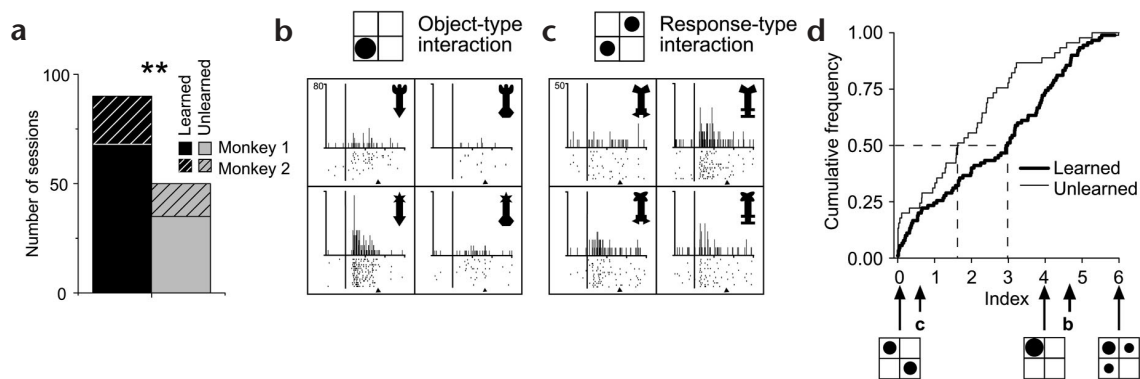 a
Number of sessions
100
50
0
**
Learned
Unlearned
Monkey 1
Monkey 2
b
Object-type
interaction
80
c
Response-type
interaction
50
d
Cumulative frequency
1.00
0.75
0.50
0.25
0.00
Learned
Unlearned
0 1 2 3 4 5 6
Index
c b